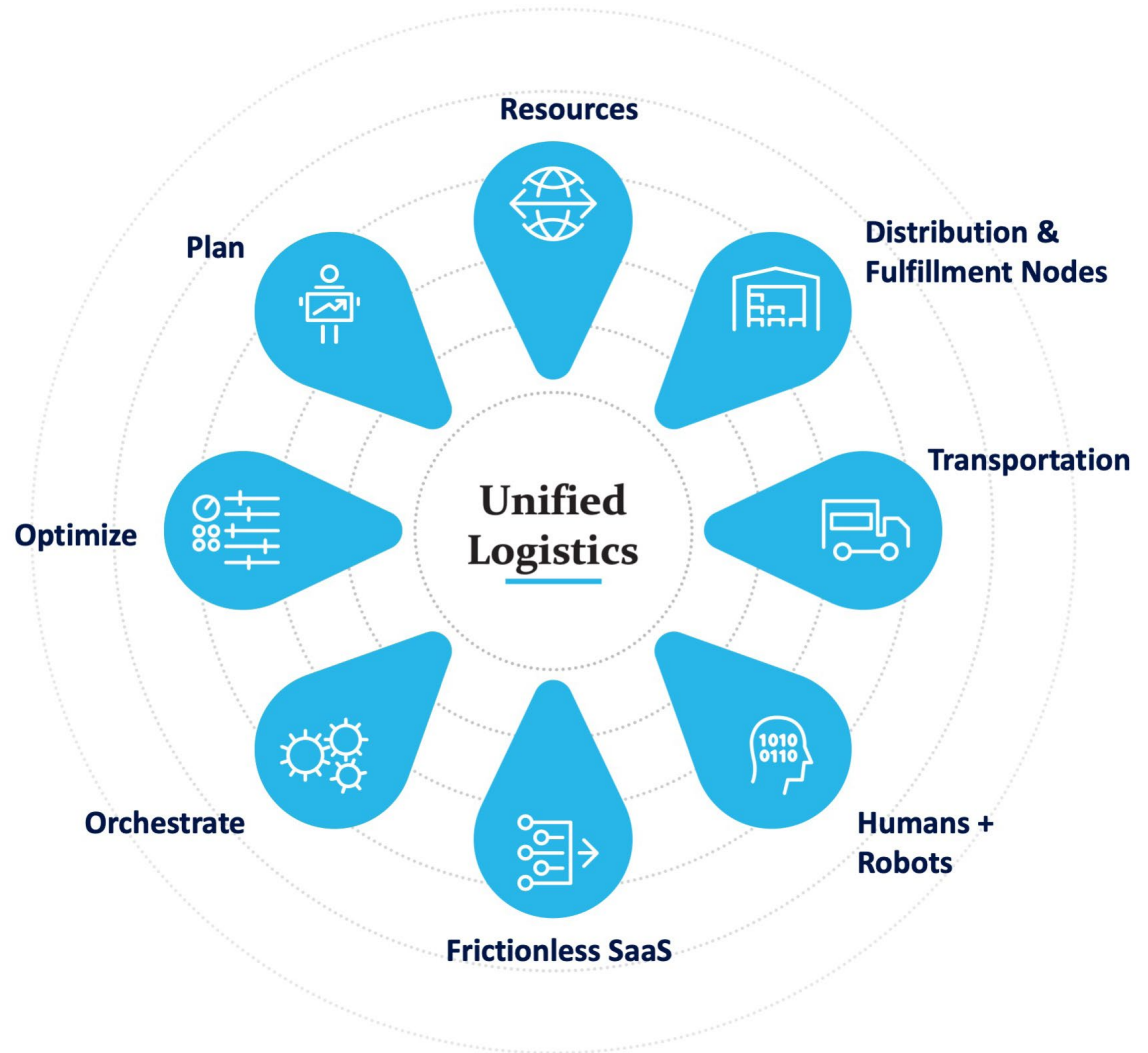 Resources
Plan
Distribution &
Fulfillment Nodes
Transportation
Unified
Logistics
Optimize
1010
0110
Orchestrate
Humans +
Robots
Frictionless SaaS